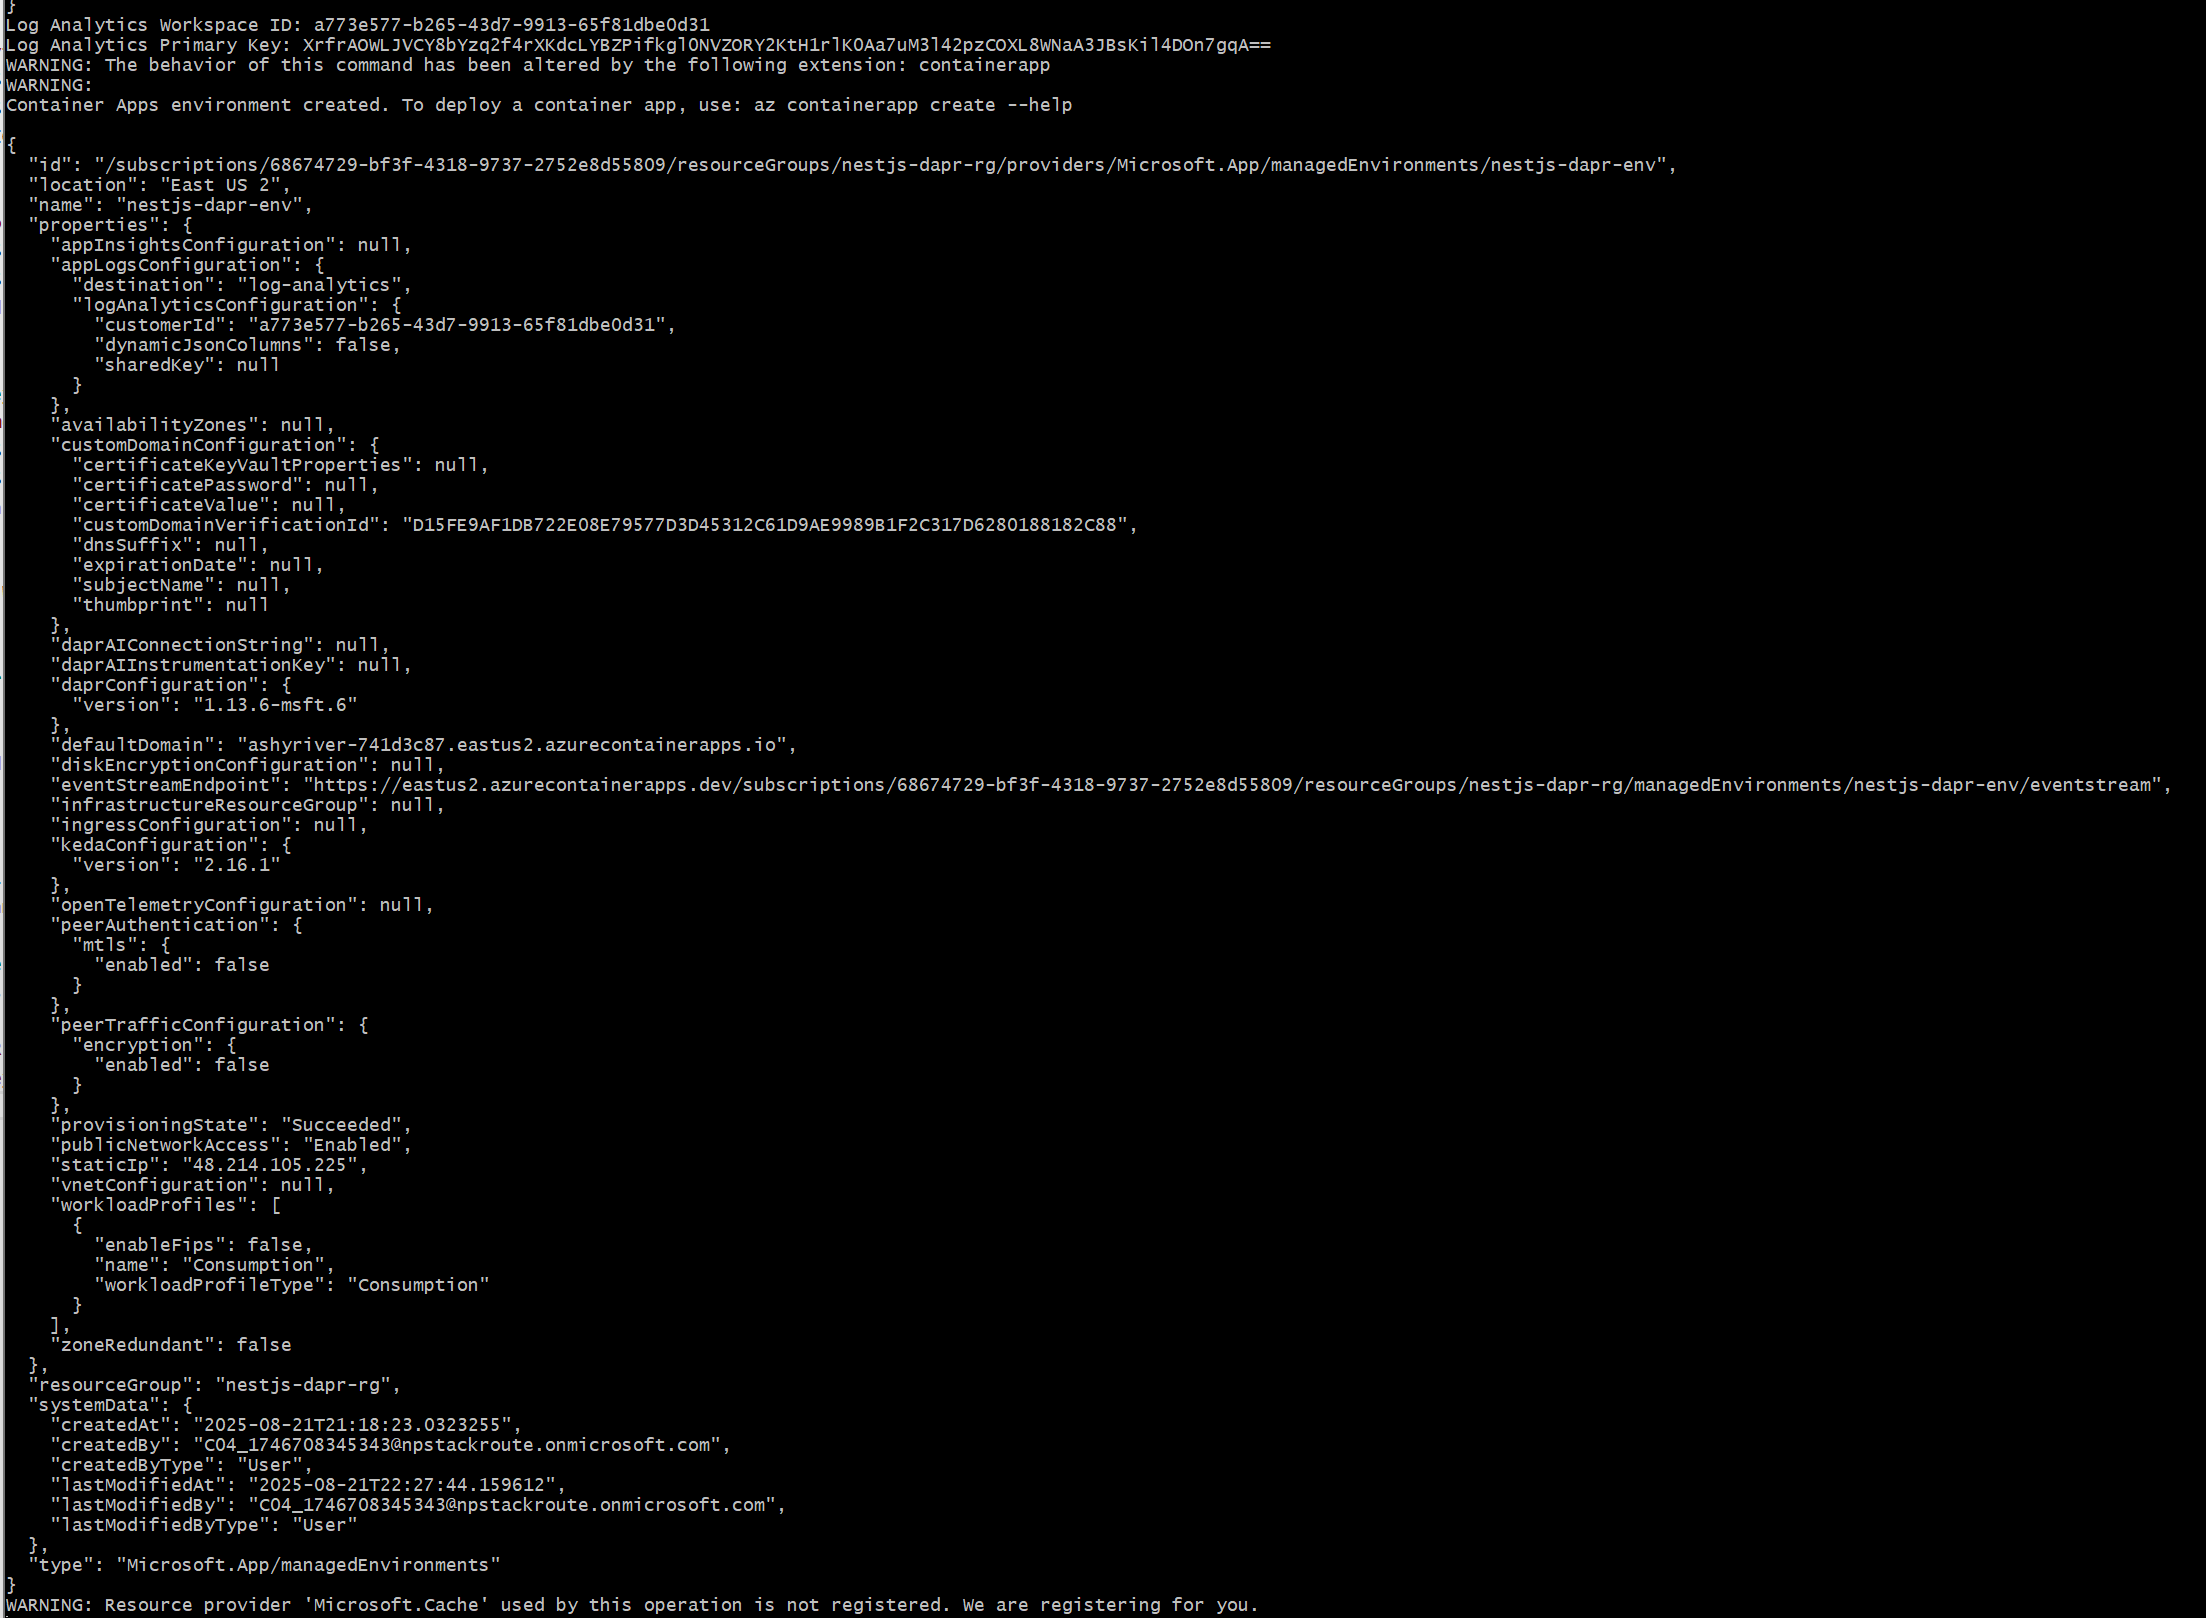 }
Log Analytics Workspace ID: a773e577-b265-43d7-9913-65f81dbe0d31
Log Analytics Primary Key: XrfrAOWLJVCY8bYzq2f4rXKdcLYBZPifkgl0NVZORY2KtH1rlK0Aa7uM3l42pzCOXL8WNaA3JBsKil4DOn7gqA==
WARNING: The behavior of this command has been altered by the following extension: containerapp
WARNING:
Container Apps environment created. To deploy a container app, use: az containerapp create --help

{
  "id": "/subscriptions/68674729-bf3f-4318-9737-2752e8d55809/resourceGroups/nestjs-dapr-rg/providers/Microsoft.App/managedEnvironments/nestjs-dapr-env",
  "location": "East US 2",
  "name": "nestjs-dapr-env",
  "properties": {
    "appInsightsConfiguration": null,
    "appLogsConfiguration": {
      "destination": "log-analytics",
      "logAnalyticsConfiguration": {
        "customerId": "a773e577-b265-43d7-9913-65f81dbe0d31",
        "dynamicJsonColumns": false,
        "sharedKey": null
      }
    },
    "availabilityZones": null,
    "customDomainConfiguration": {
      "certificateKeyVaultProperties": null,
      "certificatePassword": null,
      "certificateValue": null,
      "customDomainVerificationId": "D15FE9AF1DB722E08E79577D3D45312C61D9AE9989B1F2C317D6280188182C88",
      "dnsSuffix": null,
      "expirationDate": null,
      "subjectName": null,
      "thumbprint": null
    },
    "daprAIConnectionString": null,
    "daprAIInstrumentationKey": null,
    "daprConfiguration": {
      "version": "1.13.6-msft.6"
    },
    "defaultDomain": "ashyriver-741d3c87.eastus2.azurecontainerapps.io",
    "diskEncryptionConfiguration": null,
    "eventStreamEndpoint": "https://eastus2.azurecontainerapps.dev/subscriptions/68674729-bf3f-4318-9737-2752e8d55809/resourceGroups/nestjs-dapr-rg/managedEnvironments/nestjs-dapr-env/eventstream",
    "infrastructureResourceGroup": null,
    "ingressConfiguration": null,
    "kedaConfiguration": {
      "version": "2.16.1"
    },
    "openTelemetryConfiguration": null,
    "peerAuthentication": {
      "mtls": {
        "enabled": false
      }
    },
    "peerTrafficConfiguration": {
      "encryption": {
        "enabled": false
      }
    },
    "provisioningState": "Succeeded",
    "publicNetworkAccess": "Enabled",
    "staticIp": "48.214.105.225",
    "vnetConfiguration": null,
    "workloadProfiles": [
      {
        "enableFips": false,
        "name": "Consumption",
        "workloadProfileType": "Consumption"
      }
    ],
    "zoneRedundant": false
  },
  "resourceGroup": "nestjs-dapr-rg",
  "systemData": {
    "createdAt": "2025-08-21T21:18:23.0323255",
    "createdBy": "C04_1746708345343@npstackroute.onmicrosoft.com",
    "createdByType": "User",
    "lastModifiedAt": "2025-08-21T22:27:44.159612",
    "lastModifiedBy": "C04_1746708345343@npstackroute.onmicrosoft.com",
    "lastModifiedByType": "User"
  },
  "type": "Microsoft.App/managedEnvironments"
}
WARNING: Resource provider 'Microsoft.Cache' used by this operation is not registered. We are registering for you.